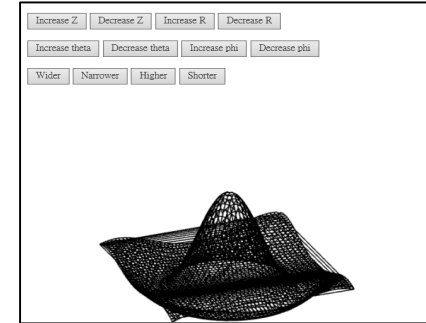 Increase Z Decrease Z Increase R Decrease R
Increase theta Decrease theta Increase phi Decrease phi
Wider Narrower Higher Shorter